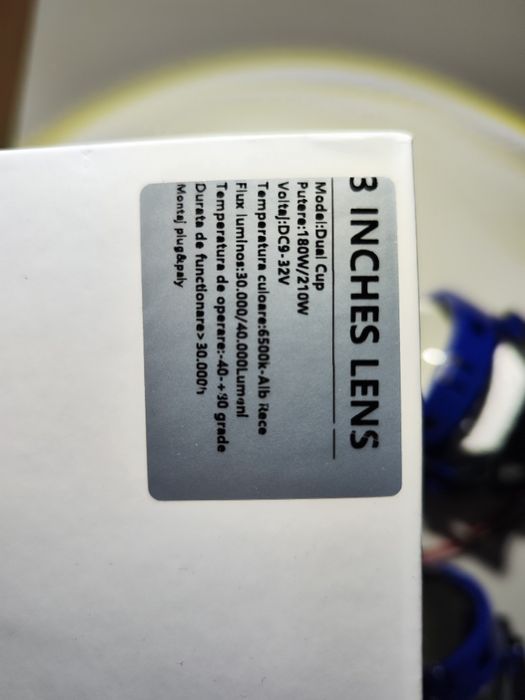 3 INCHES LENS
Model:Dual Cup
Putere:180W/210W
Voltaj:DC9-32V
Temperatura culoare:6500k-Alb Rece
Flux luminos:30.000/40.000Lumeni
Temperatura de operare:-40-+90 grade
Durata de functionare> 30.000h
Montaj plug&paly